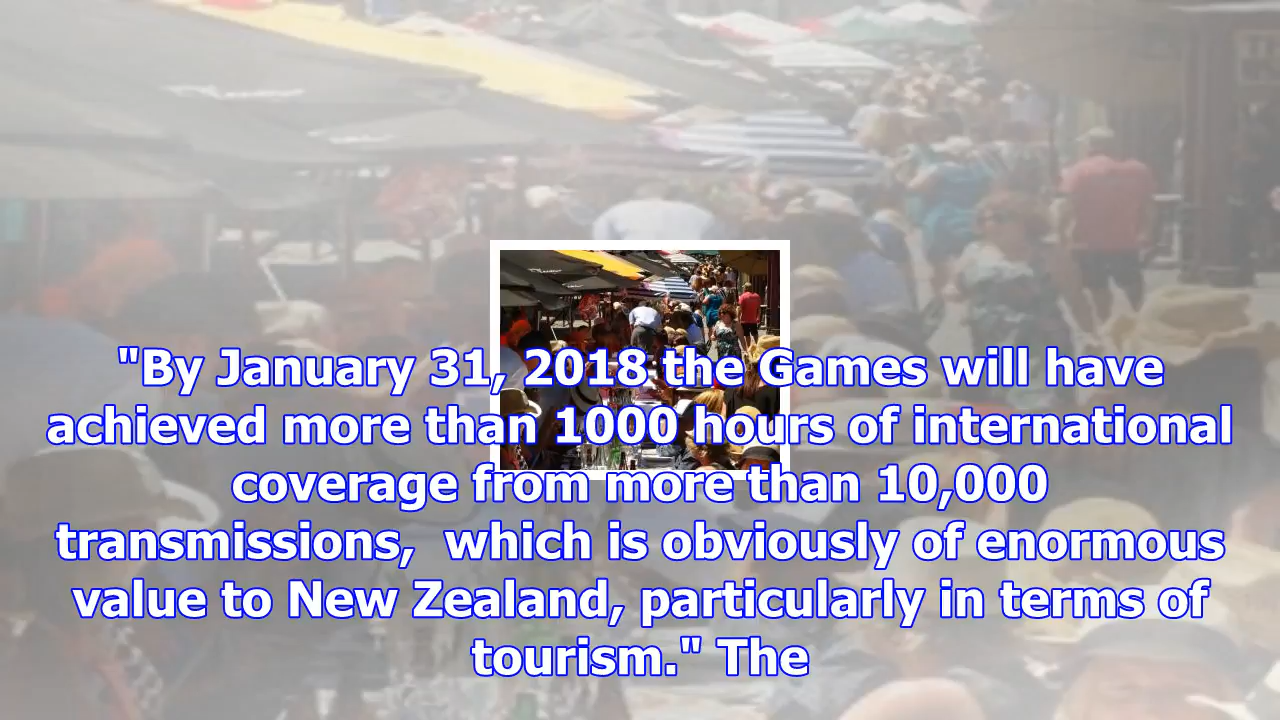 "By January 31, 2018 the Games will have
achieved more than 1000 hours of international
coverage from more than 10,000
transmissions,  which is obviously of enormous
value to New Zealand, particularly in terms of
tourism." The